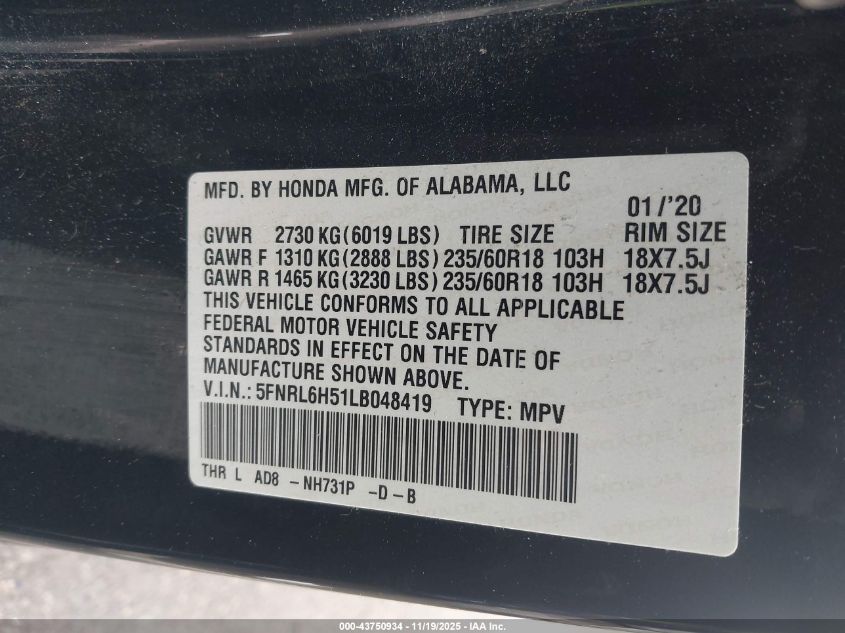 MFD. BY HONDA MFG. OF ALABAMA, LLC
01/'20
GVWR 2730 KG (6019 LBS) TIRE SIZE RIM SIZE
GAWR F 1310 KG (2888 LBS) 235/60R18 103H 18X7.5J
GAWR R 1465 KG (3230 LBS) 235/60R18 103H 18X7.5J
THIS VEHICLE CONFORMS TO ALL APPLICABLE
FEDERAL MOTOR VEHICLE SAFETY
STANDARDS IN EFFECT ON THE DATE OF
MANUFACTURE SHOWN ABOVE.
V.I.N.: 5FNRL6H51LB048419 TYPE: MPV
THR L AD8 - NH731P - D - B
000-43750934 - 11/19/2025 - IAA Inc.